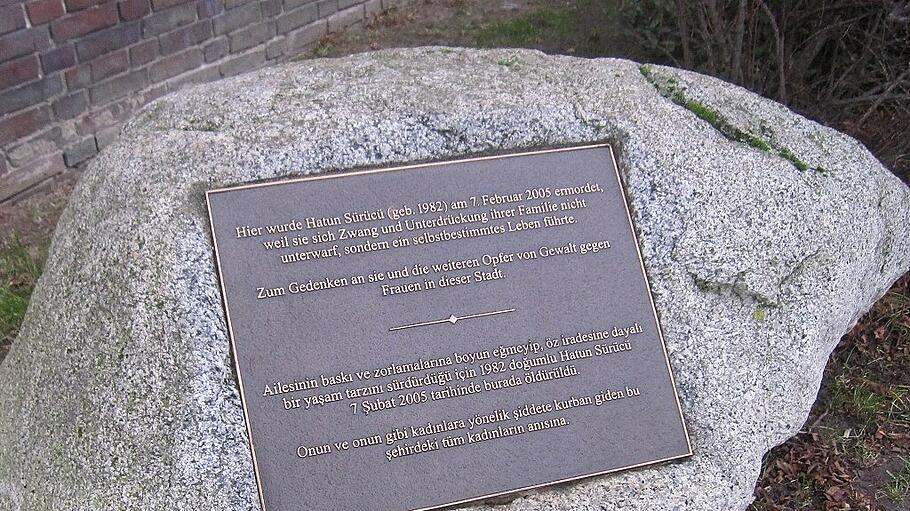 Hier wurde Hatun Sürücü (geb. 1982) am 7. Februar 2005 ermordet,
weil sie sich Zwang und Unterdrückung ihrer Familie nicht
unterwarf, sondern ein selbstbestimmtes Leben führte.
Zum Gedenken an sie und die weiteren Opfer von Gewalt gegen
Frauen in dieser Stadt.
Ailesinin baskı ve zorlamalarına boyun eğmeyip, öz iradesine dayalı
bir yaşam tarzını sürdürdüğü için 1982 doğumlu Hatun Sürücü
7 Şubat 2005 tarihinde burada öldürüldü.
Onun ve onun gibi kadınlara yönelik şiddete kurban giden bu
şehirdeki tüm kadınların anısına.